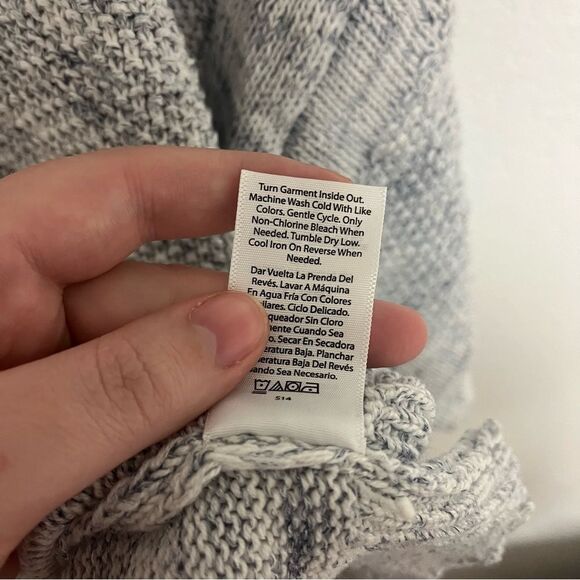 Turn Garment Inside Out.
Machine Wash Cold With Like
Colors. Gentle Cycle. Only
Non-Chlorine Bleach When
Needed. Tumble Dry Low.
Cool Iron On Reverse When
Needed.
Dar Vuelta La Prenda Del
Revés. Lavar A Máquina
En Agua Fría Con Colores
Ciclo Delicado.
Sin Cloro
Cuando Sea
Secar En Secadora
Baja. Planchar
Baja Del Revés
Sea Necesario.
S14